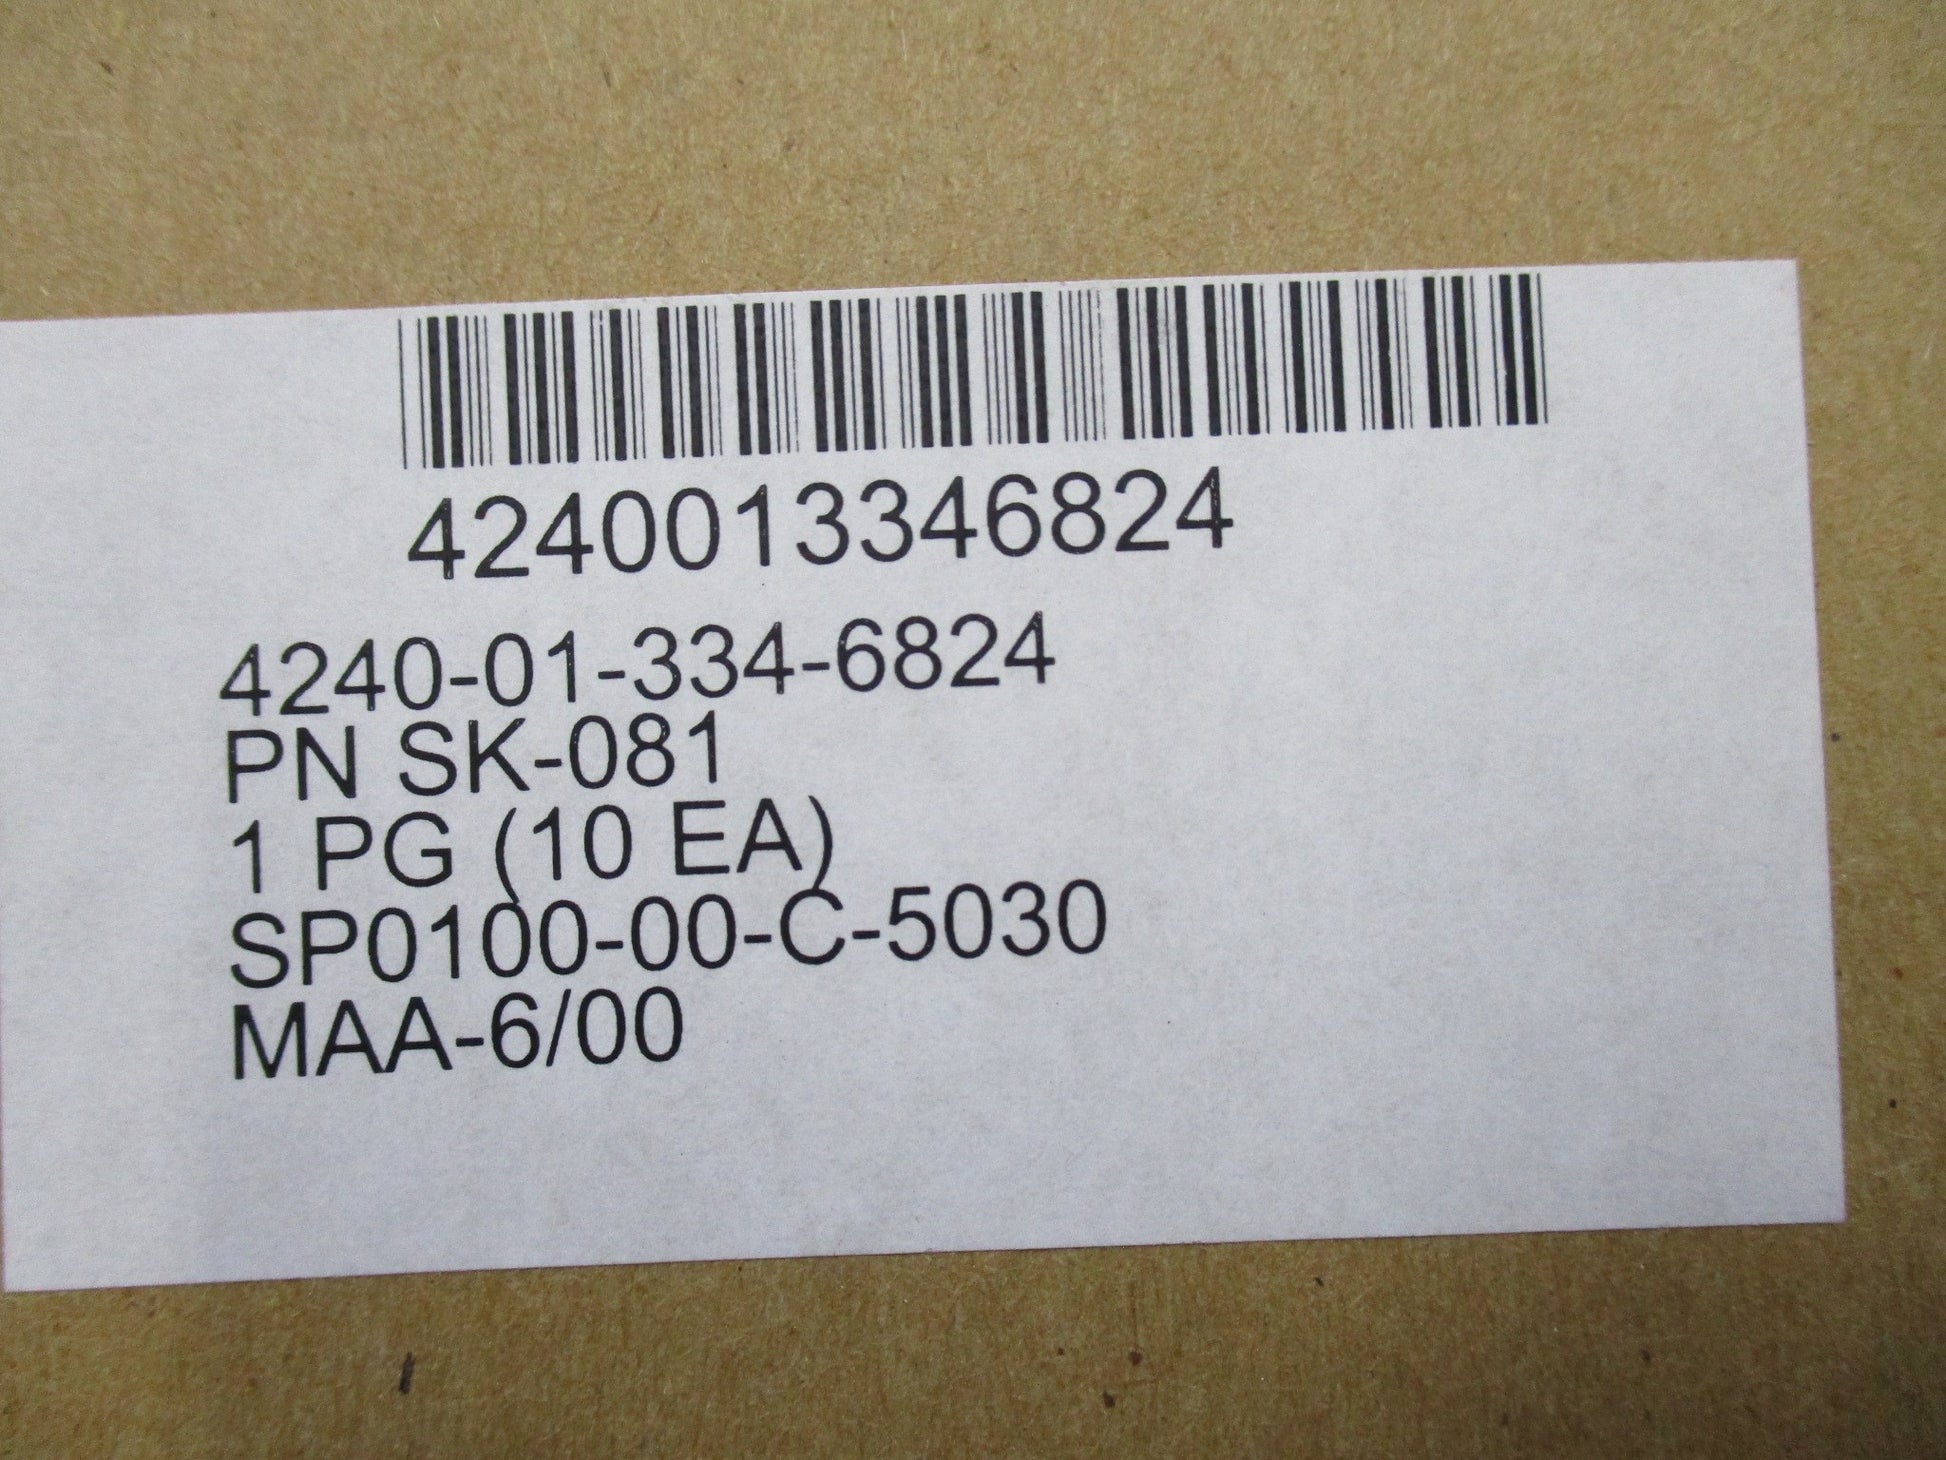 4240013346824
4240-01-334-6824
PN SK-081
1 PG (10 EA)
SP0100-00-C-5030
MAA-6/00